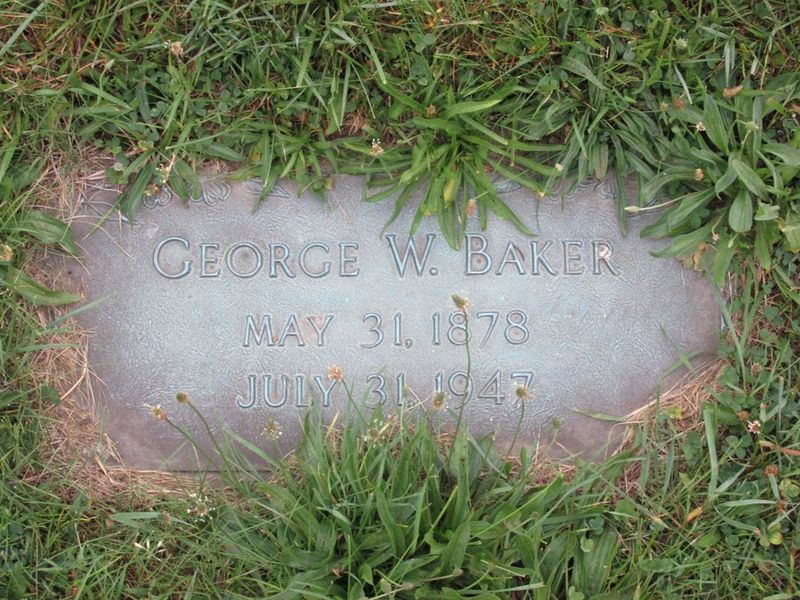 GEORGE W. BAKER
MAY 31, 1878
JULY 31, 1947